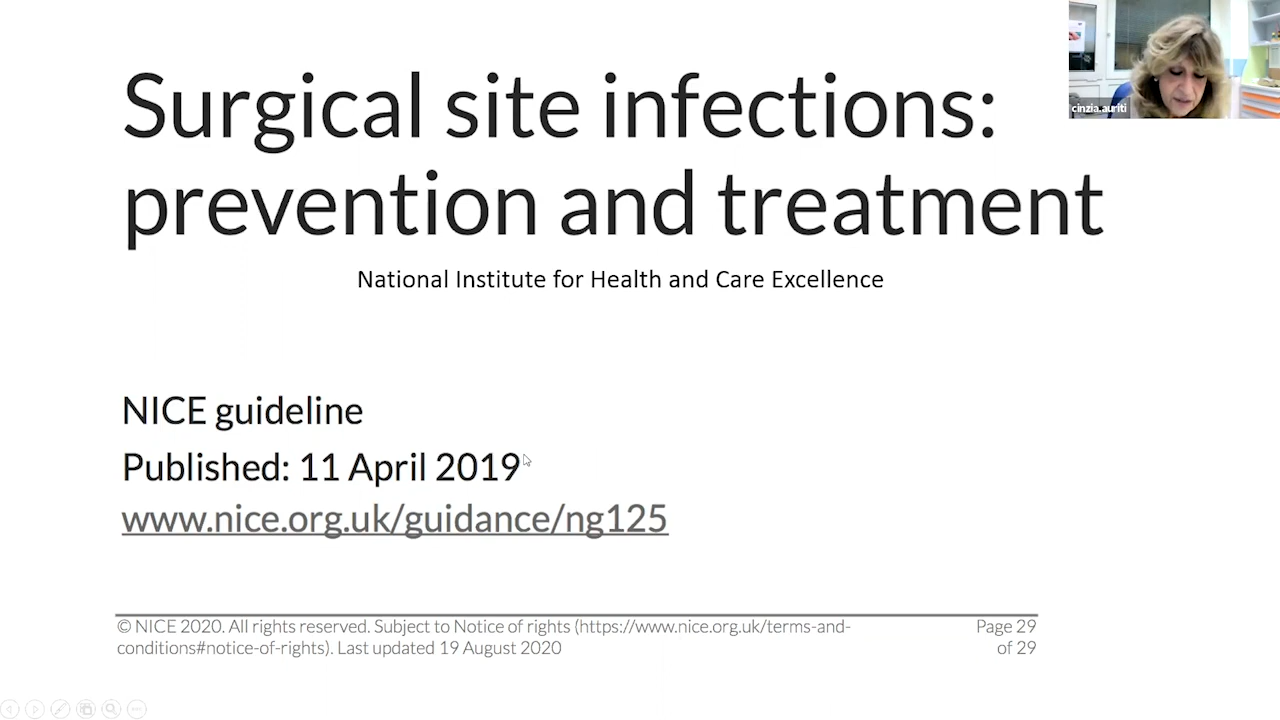 Surgical site infections:
prevention and treatment
National Institute for Health and Care Excellence
NICE guideline
Published: 11 April 2019
www.nice.org.uk/guidance/ng125
© NICE 2020. All rights reserved. Subject to Notice of rights (https://www.nice.org.uk/terms-and-
conditions#notice-of-rights). Last updated 19 August 2020
Page 29
of 29
cinzia.auriti